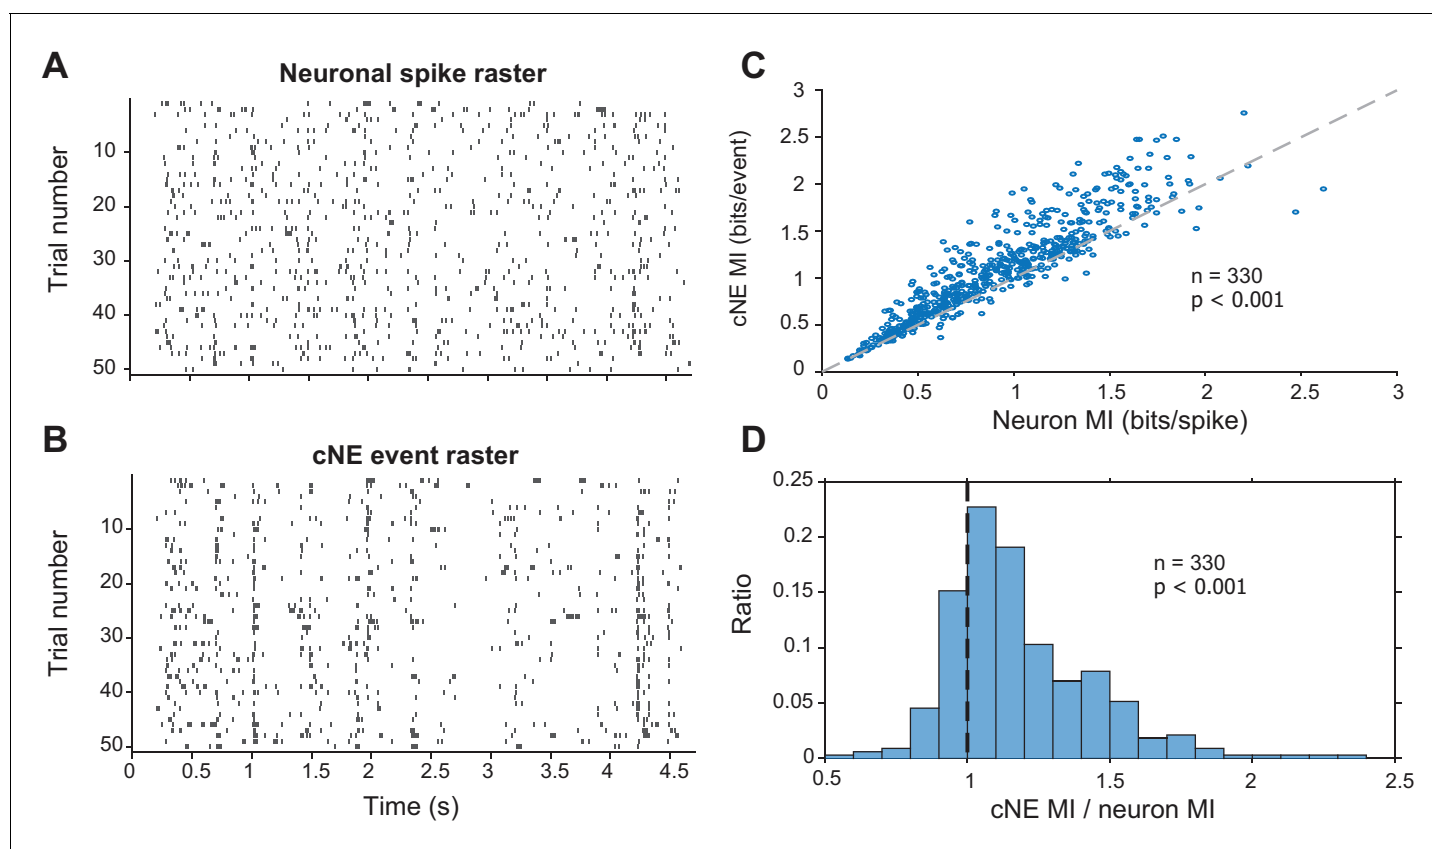 A
Neuronal spike raster
Trial number
10
20
30
40
50
B
cNE event raster
Trial number
10
20
30
40
50
0 0.5 1 1.5 2 2.5 3 3.5 4 4.5
Time (s)
C
cNE MI (bits/event)
3
2.5
2
1.5
1
0.5
0
n = 330
p < 0.001
0 0.5 1 1.5 2 2.5 3
Neuron MI (bits/spike)
D
Ratio
0.25
0.2
0.15
0.1
0.05
0
n = 330
p < 0.001
0.5 1 1.5 2 2.5
cNE MI / neuron MI